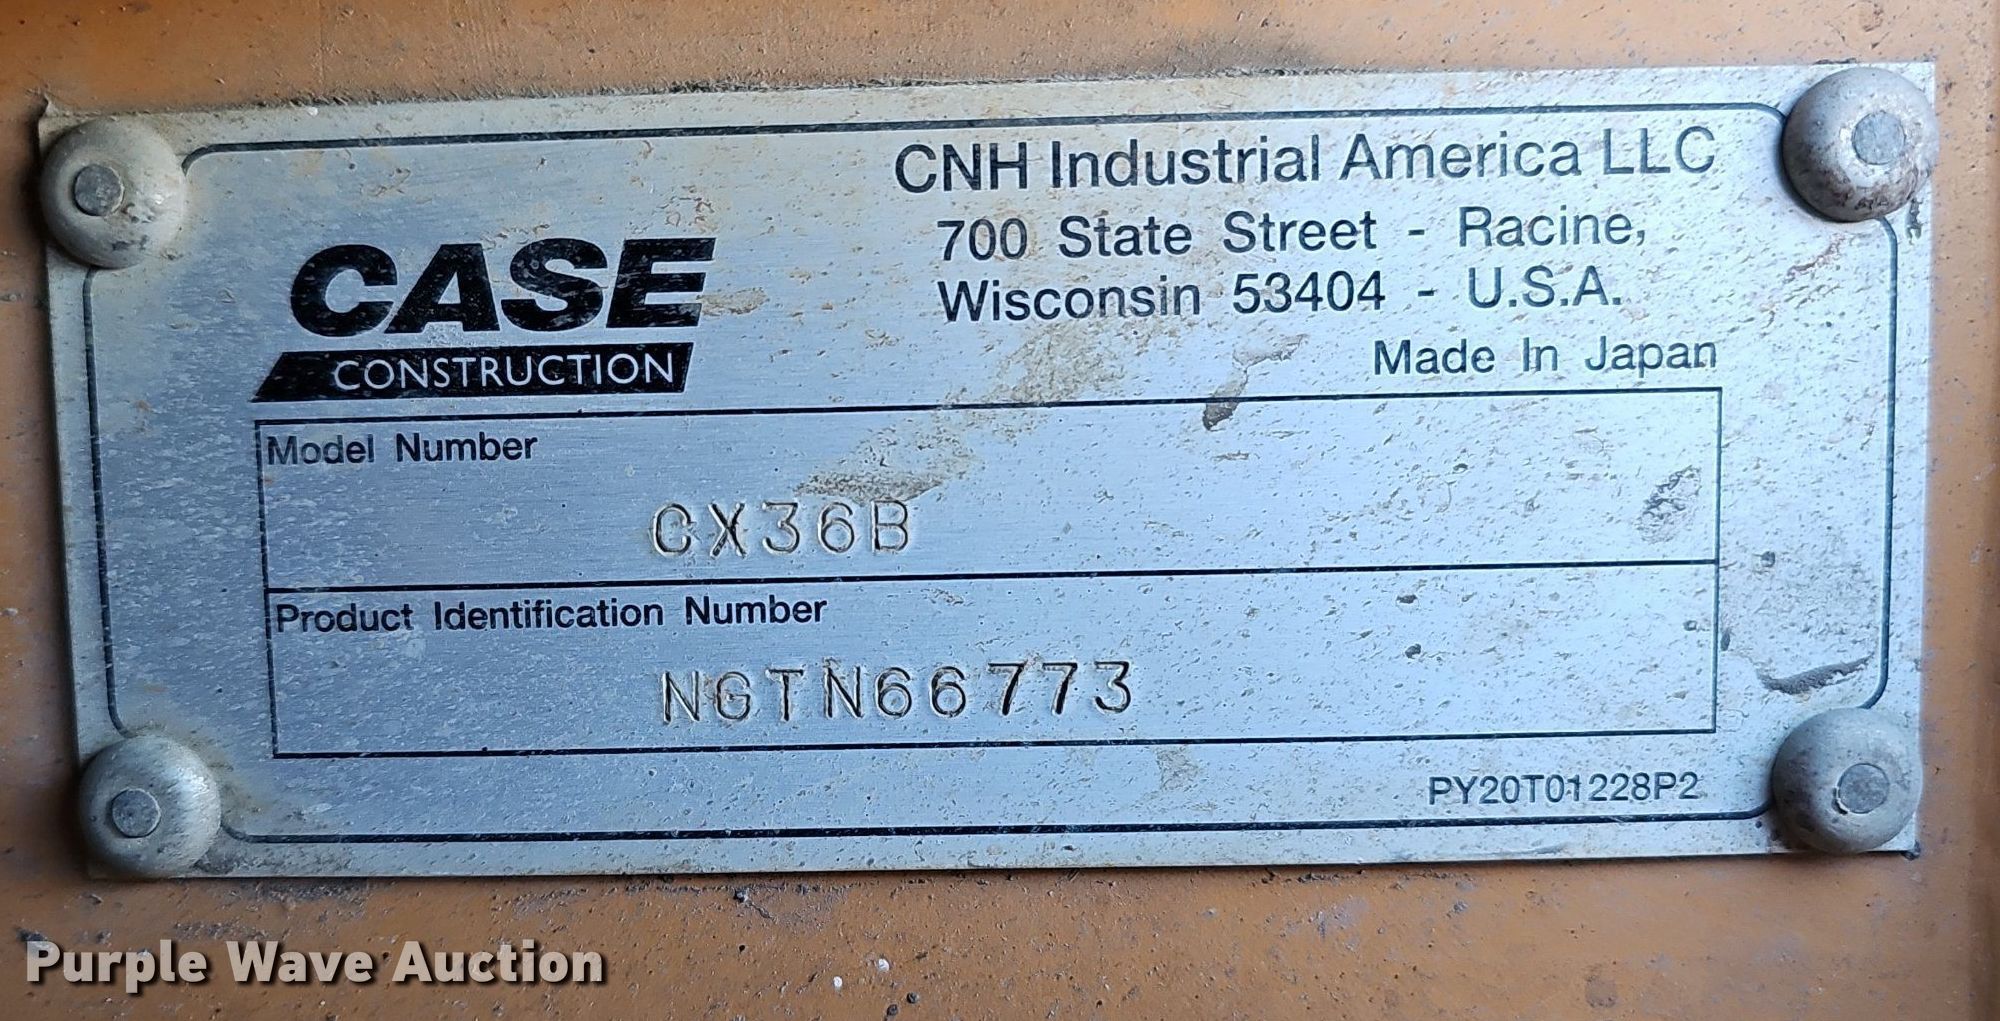 CASE
CONSTRUCTION
CNH Industrial America LLC
700 State Street - Racine,
Wisconsin 53404 - U.S.A.
Made In Japan
Model Number
CX36B
Product Identification Number
NGTN66773
PY20T01228P2
Purple Wave Auction